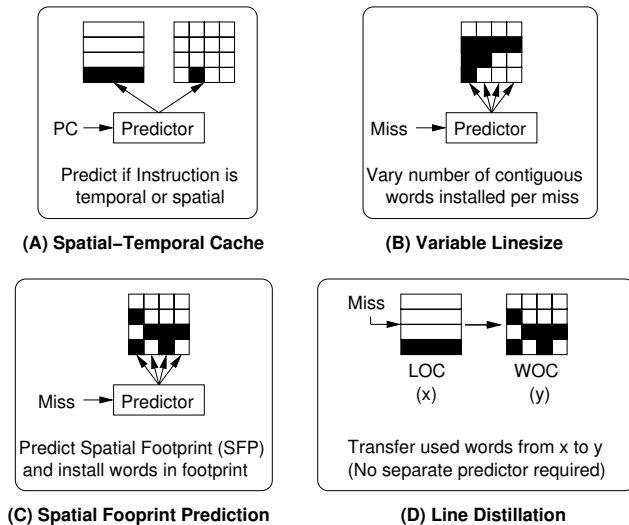 PC
Predictor
Predict if Instruction is
temporal or spatial
(A) Spatial−Temporal Cache
Miss
Predictor
Vary number of contiguous
words installed per miss
(B) Variable Linesize
Miss
Predictor
Predict Spatial Footprint (SFP)
and install words in footprint
(C) Spatial Fooprint Prediction
Miss
LOC
(x)
WOC
(y)
Transfer used words from x to y
(No separate predictor required)
(D) Line Distillation